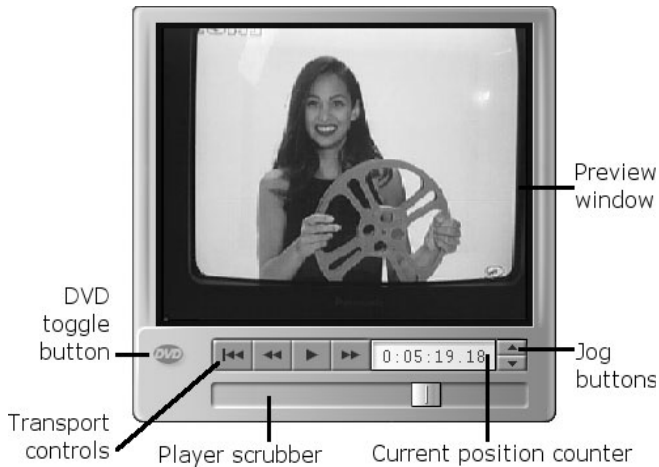 Preview
window
DVD
toggle
button
DVD
0:05:19.18
Jog
buttons
Transport
controls
Player scrubber
Current position counter